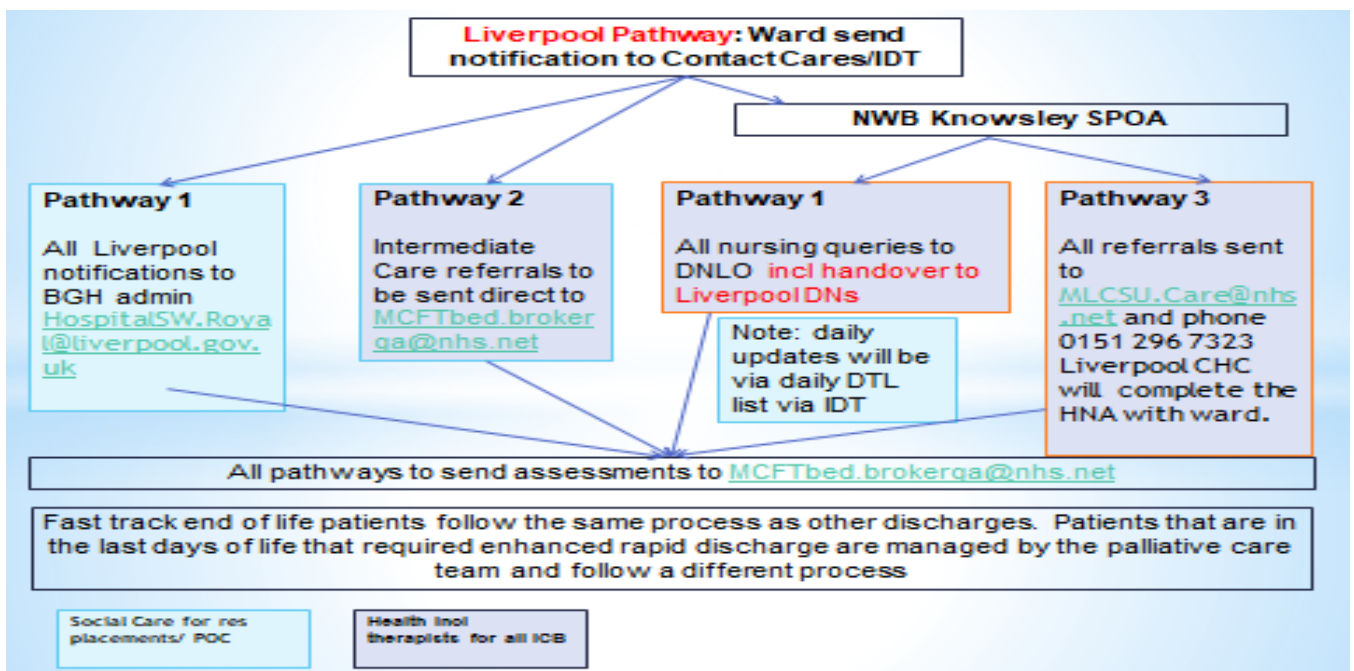 Liverpool Pathway: Ward send
notification to Contact Cares/IDT
NWB Knowsley SPOA
Pathway 1
All Liverpool
notifications to
BGH admin
HospitalSW.Roya
l@liverpool.gov.
uk
Pathway 2
Intermediate
Care referrals to
be sent direct to
MCFTbed.broker
qa@nhs.net
Pathway 1
All nursing queries to
DNLO incl handover to
Liverpool DNs
Note: daily
updates will be
via daily DTL
list via IDT
Pathway 3
All referrals sent
to
MLCSU.Care@nhs
.net and phone
0151 296 7323
Liverpool CHC
will complete the
HNA with ward.
All pathways to send assessments to MCFTbed.brokerqa@nhs.net
Fast track end of life patients follow the same process as other discharges. Patients that are in
the last days of life that required enhanced rapid discharge are managed by the palliative care
team and follow a different process
Social Care for res
placements/ POC
Health incl
therapists for all ICB